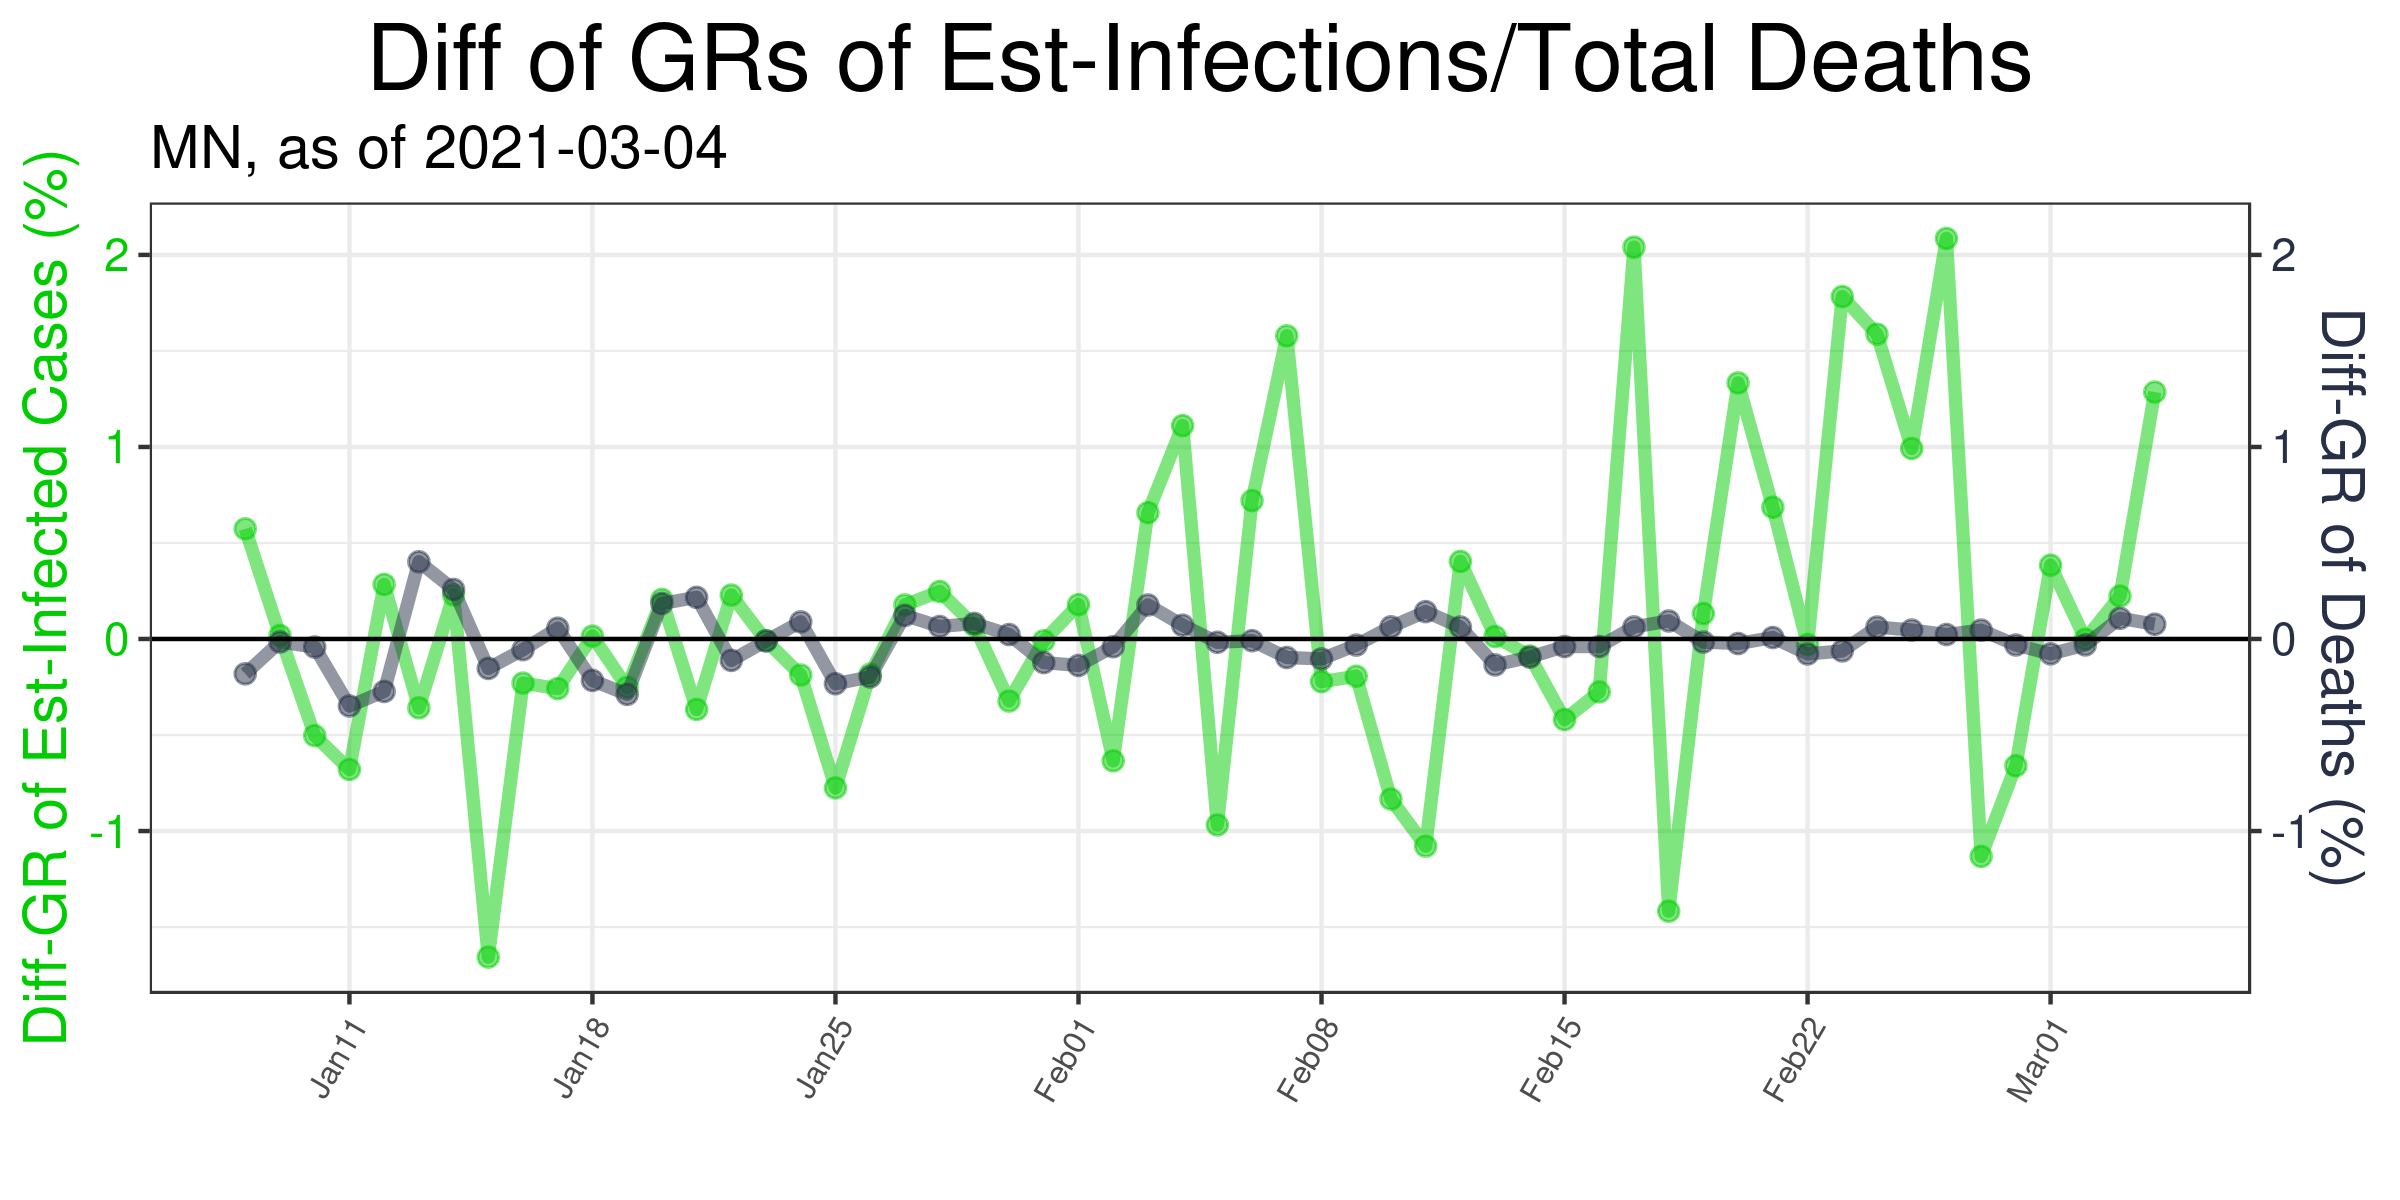 Diff of GRs of Est-Infections/Total Deaths
MN, as of 2021-03-04
Diff-GR of Est-Infected Cases (%)
2
1
0
-1
2
1
0
-1
Diff-GR of Deaths (%)
Jan11
Jan18
Jan25
Feb01
Feb08
Feb15
Feb22
Mar01